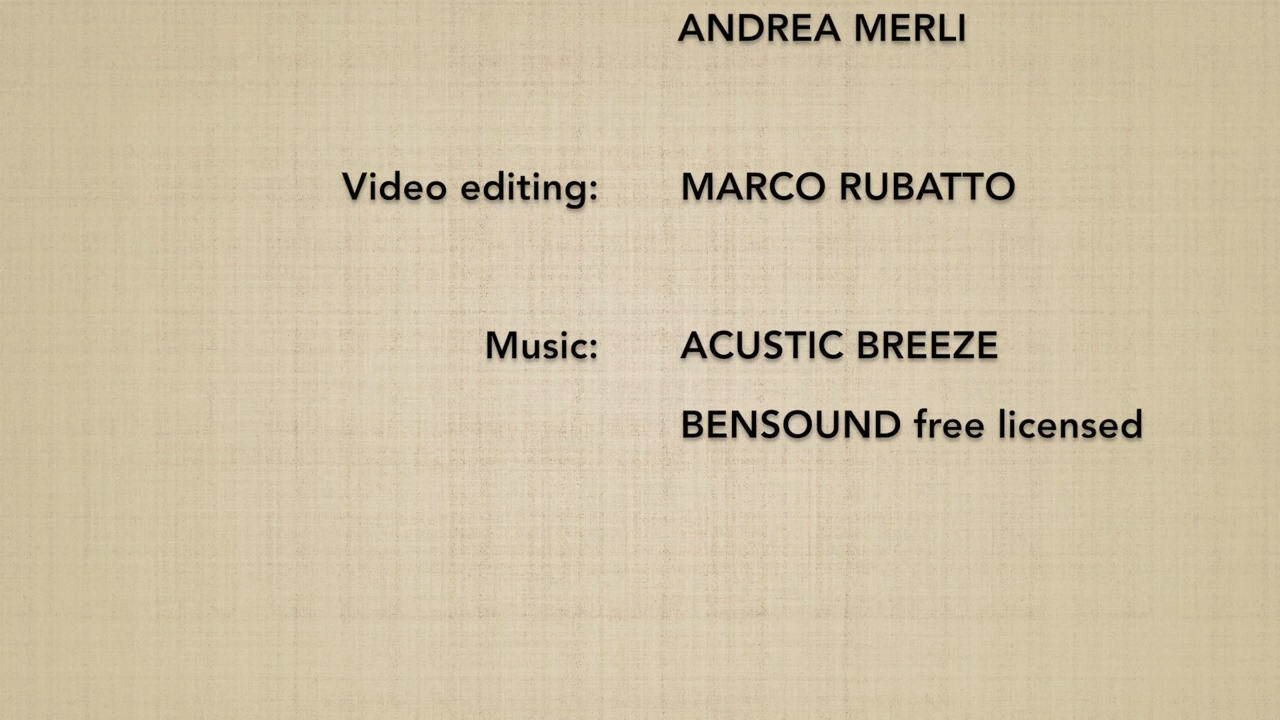 ANDREA MERLI
Video editing: MARCO RUBATTO
Music: ACUSTIC BREEZE
BENSOUND free licensed